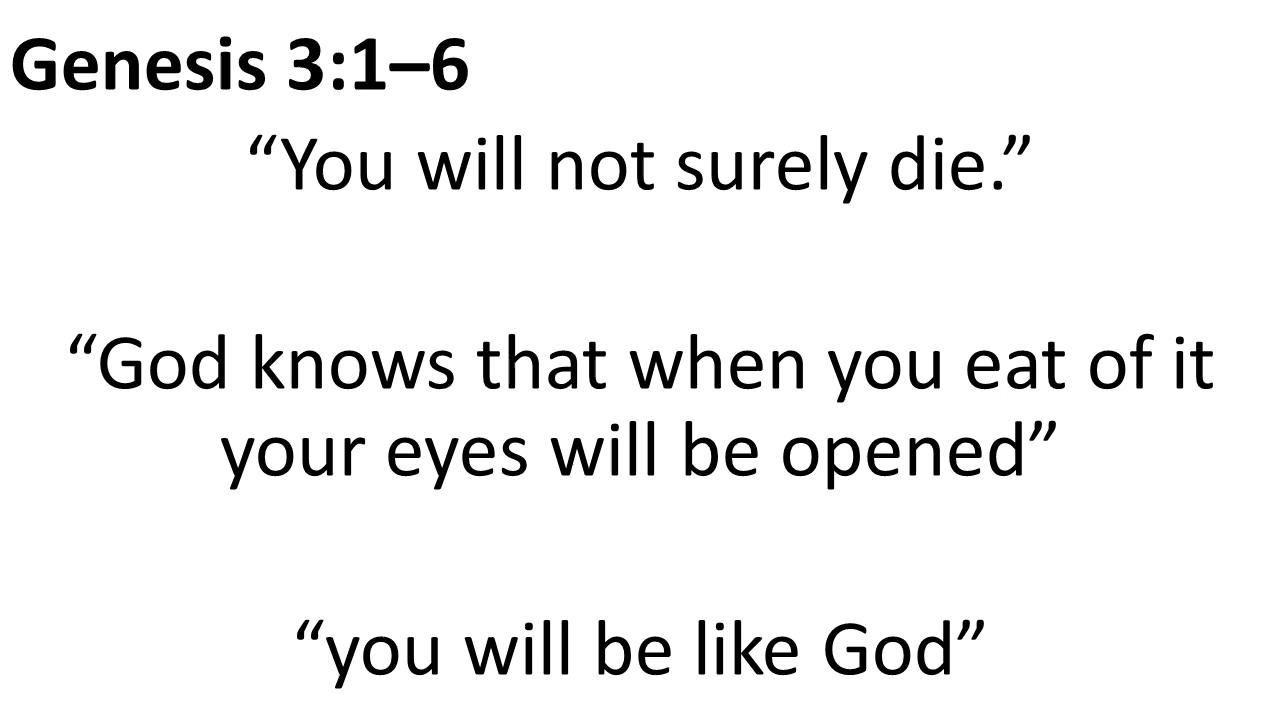 Genesis 3:1–6
“You will not surely die.”
“God knows that when you eat of it
your eyes will be opened”
“you will be like God”